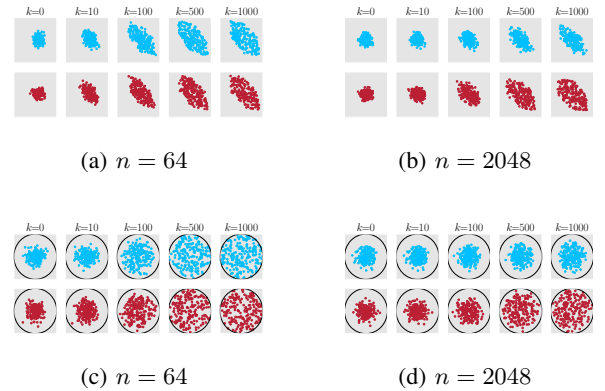 k=0 k=10 k=100 k=500 k=1000
k=0 k=10 k=100 k=500 k=1000
(a) n = 64
(b) n = 2048
k=0 k=10 k=100 k=500 k=1000
k=0 k=10 k=100 k=500 k=1000
(c) n = 64
(d) n = 2048